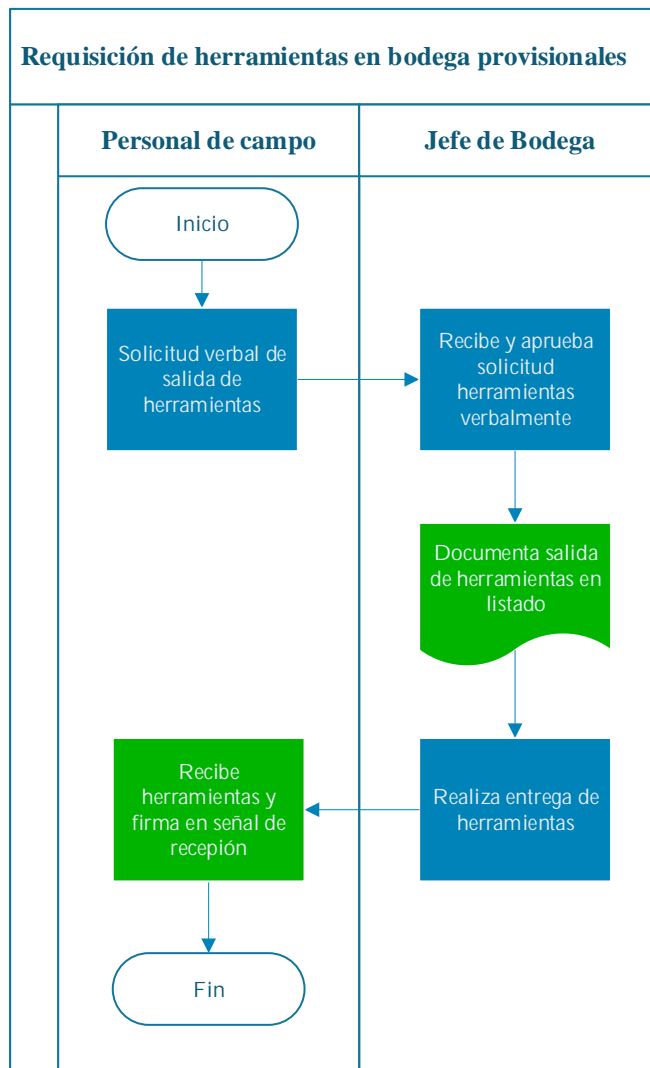 Requisición de herramientas en bodega provisionales
Personal de campo
Jefe de Bodega
Inicio
Solicitud verbal de
salida de
herramientas
Recibe y aprueba
solicitud
herramientas
verbalmente
Documenta salida
de herramientas en
listado
Realiza entrega de
herramientas
Recibe
herramientas y
firma en señal de
recepión
Fin